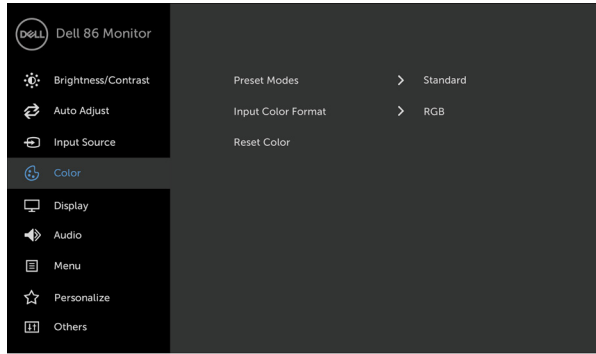 DELL Dell 86 Monitor
Brightness/Contrast
Auto Adjust
Input Source
Color
Display
Audio
Menu
Personalize
Others
Preset Modes > Standard
Input Color Format > RGB
Reset Color